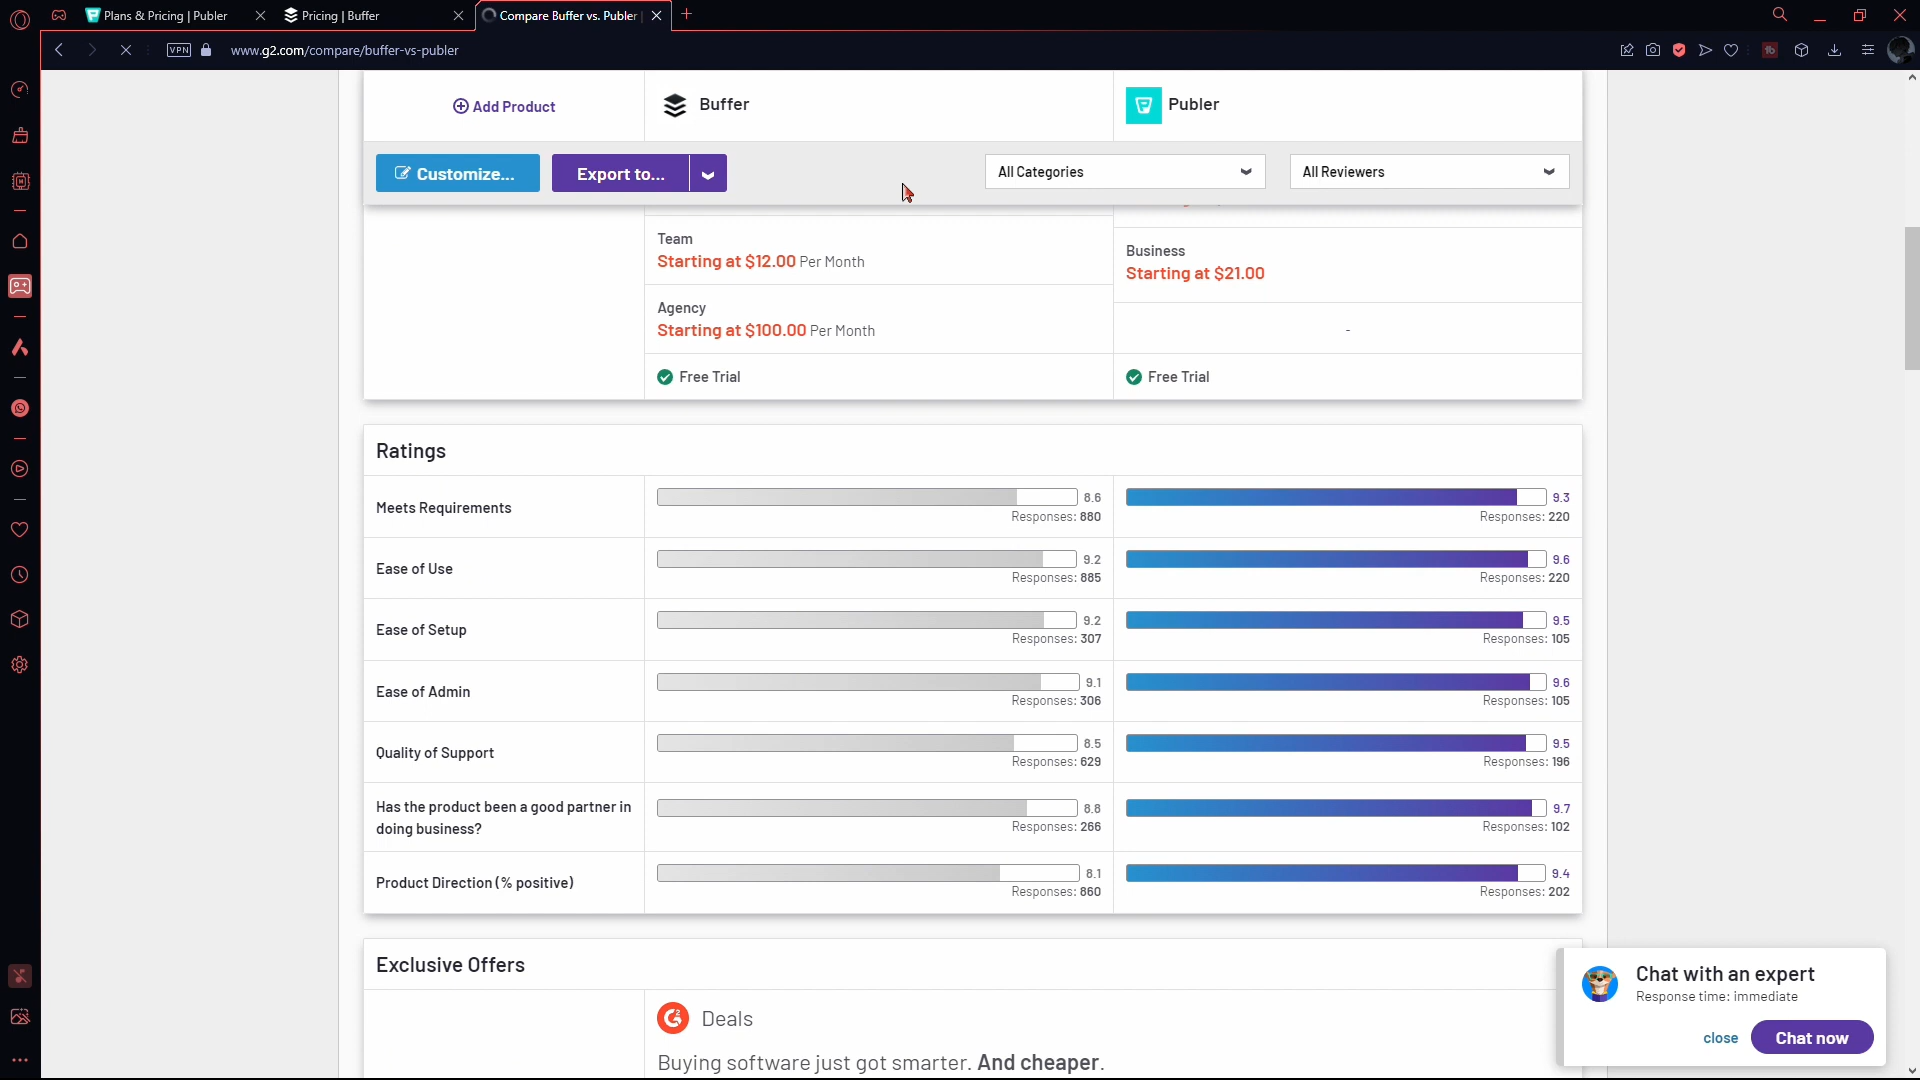 Plans & Pricing | Publer
Pricing | Buffer
Compare Buffer vs. Publer
VPN
www.g2.com/compare/buffer-vs-publer
Add Product
Buffer
Publer
Customize...
Export to...
All Categories
All Reviewers
Team
Starting at $12.00 Per Month
Business
Starting at $21.00
Agency
Starting at $100.00 Per Month
-
Free Trial
Free Trial
Ratings
Meets Requirements
8.6
Responses: 880
9.3
Responses: 220
Ease of Use
9.2
Responses: 885
9.6
Responses: 220
Ease of Setup
9.2
Responses: 307
9.5
Responses: 105
Ease of Admin
9.1
Responses: 306
9.6
Responses: 105
Quality of Support
8.5
Responses: 629
9.5
Responses: 196
Has the product been a good partner in
doing business?
8.8
Responses: 266
9.7
Responses: 102
Product Direction (% positive)
8.1
Responses: 860
9.4
Responses: 202
Exclusive Offers
Deals
Buying software just got smarter. And cheaper.
Chat with an expert
Response time: immediate
close
Chat now